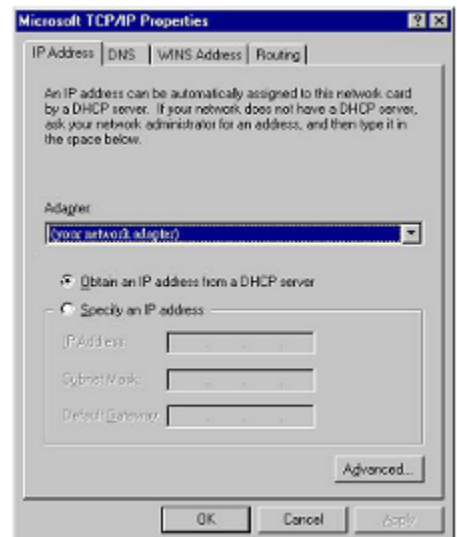 Microsoft TCP/IP Properties
IP Address DNS WINS Address Routing
An IP address can be automatically assigned to this network card
by a DHCP server. If your network does not have a DHCP server,
ask your network administrator for an address, and then type it in
the space below.
Adapter:
(your network adapter)
Obtain an IP address from a DHCP server
Specify an IP address
IP Address:
Subnet Mask:
Default Gateway:
Advanced...
OK Cancel Apply